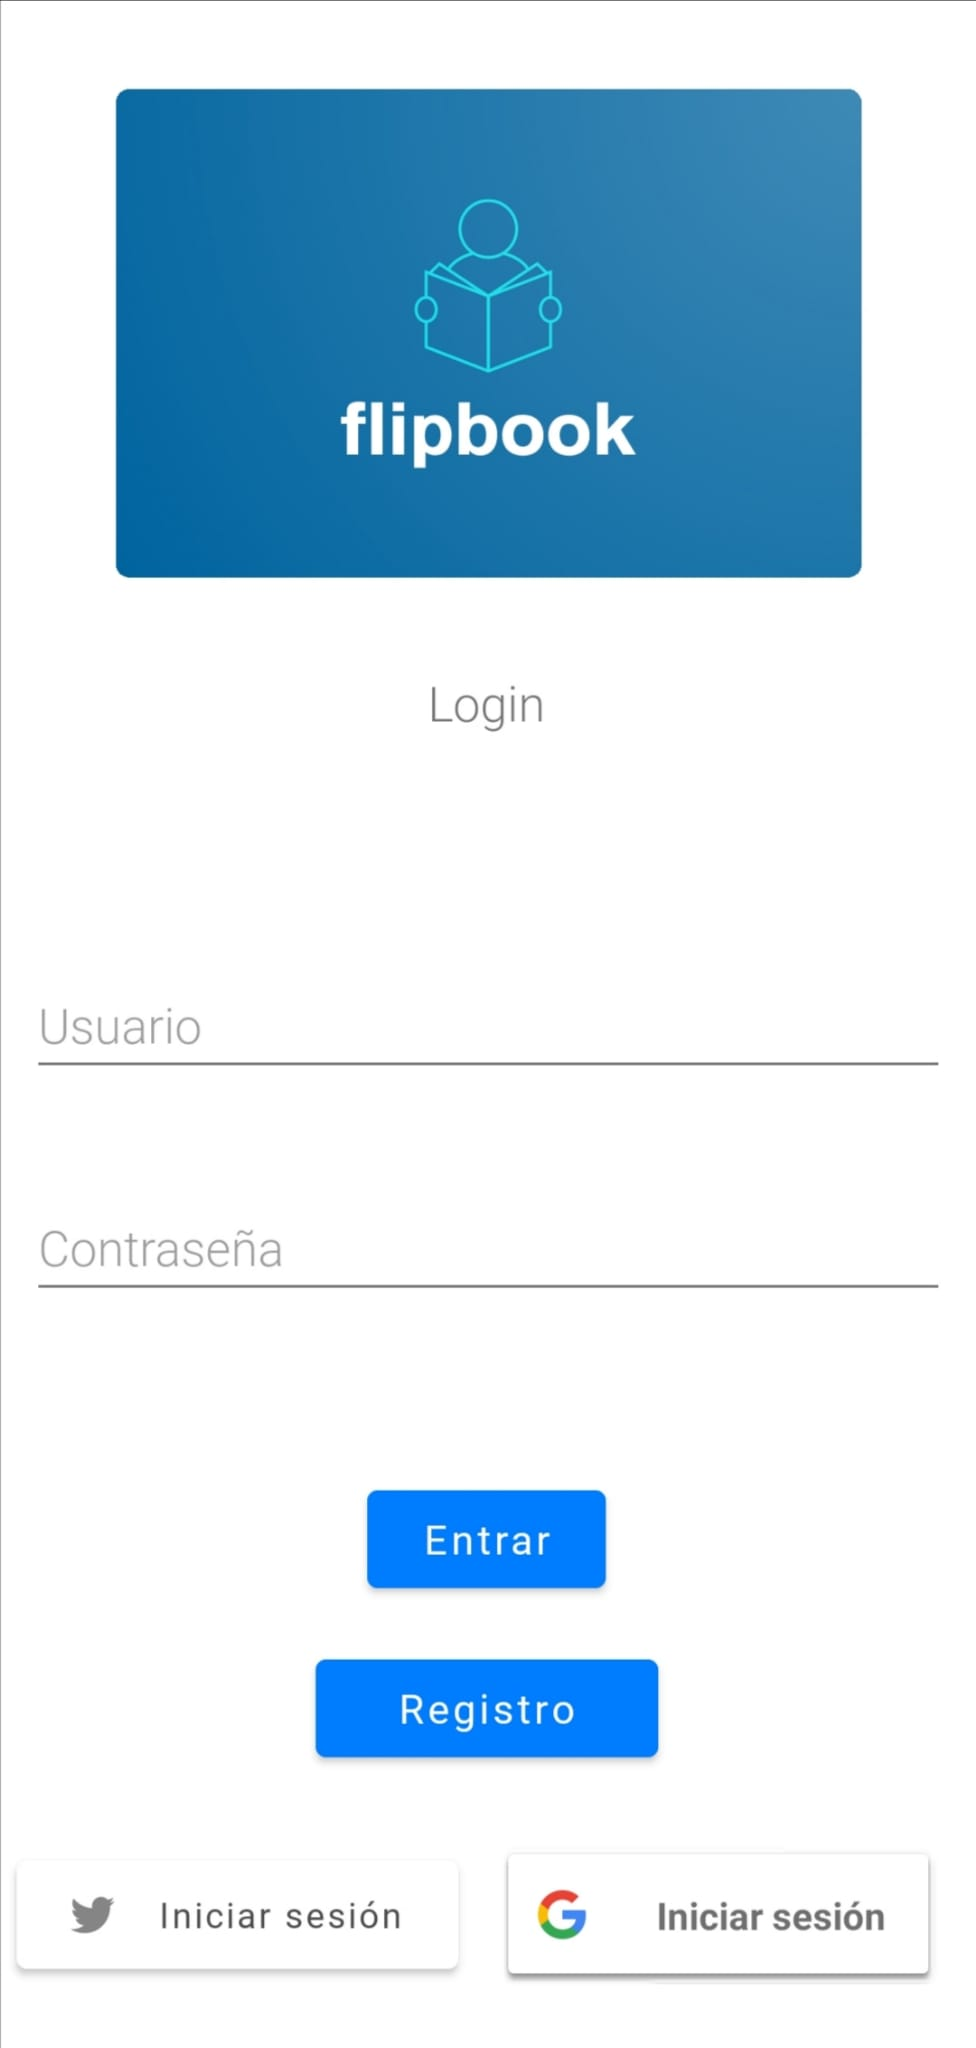 flipbook
Login
Usuario
Contraseña
Entrar
Registro
Iniciar sesión
Iniciar sesión